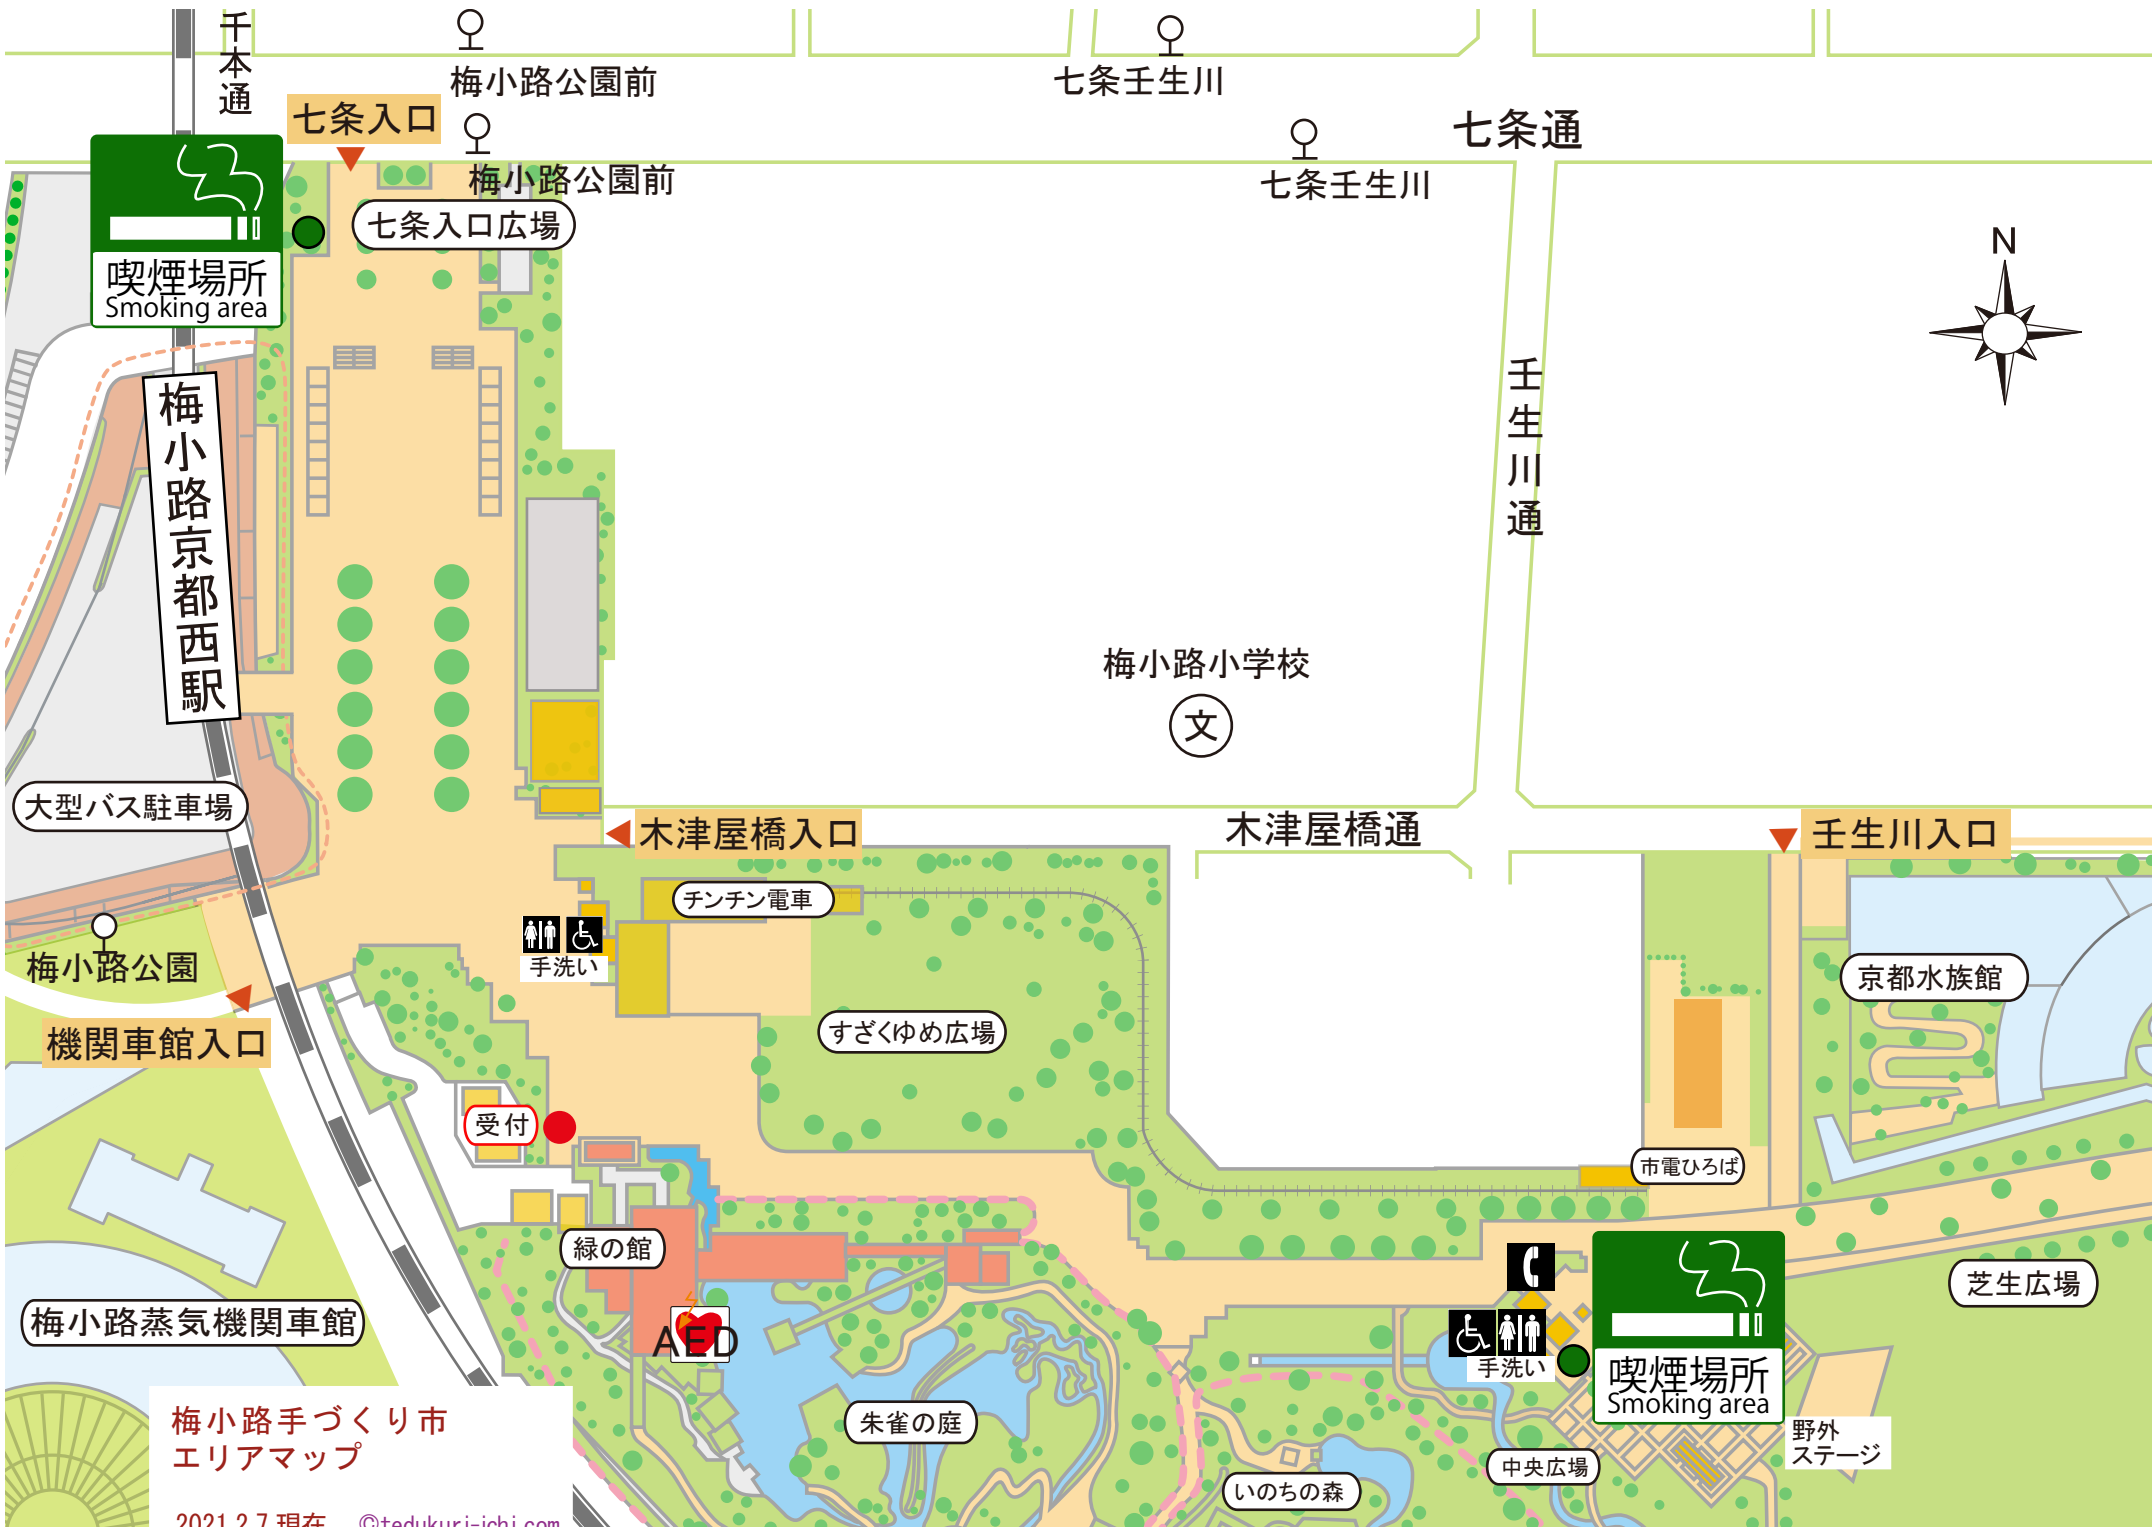 千本通
梅小路公園前
七条壬生川
七条入口
七条通
梅小路公園前
七条壬生川
七条入口広場
喫煙場所
Smoking area
N
梅小路京都西駅
壬生川通
梅小路小学校
文
大型バス駐車場
木津屋橋入口
木津屋橋通
壬生川入口
チンチン電車
手洗い
梅小路公園
京都水族館
機関車館入口
すざくゆめ広場
受付
市電ひろば
緑の館
芝生広場
梅小路蒸気機関車館
AED
手洗い
喫煙場所
Smoking area
朱雀の庭
野外
ステージ
中央広場
いのちの森
梅小路手づくり市
エリアマップ
2021.2.7 現在 ©tedukuri-ichi.com